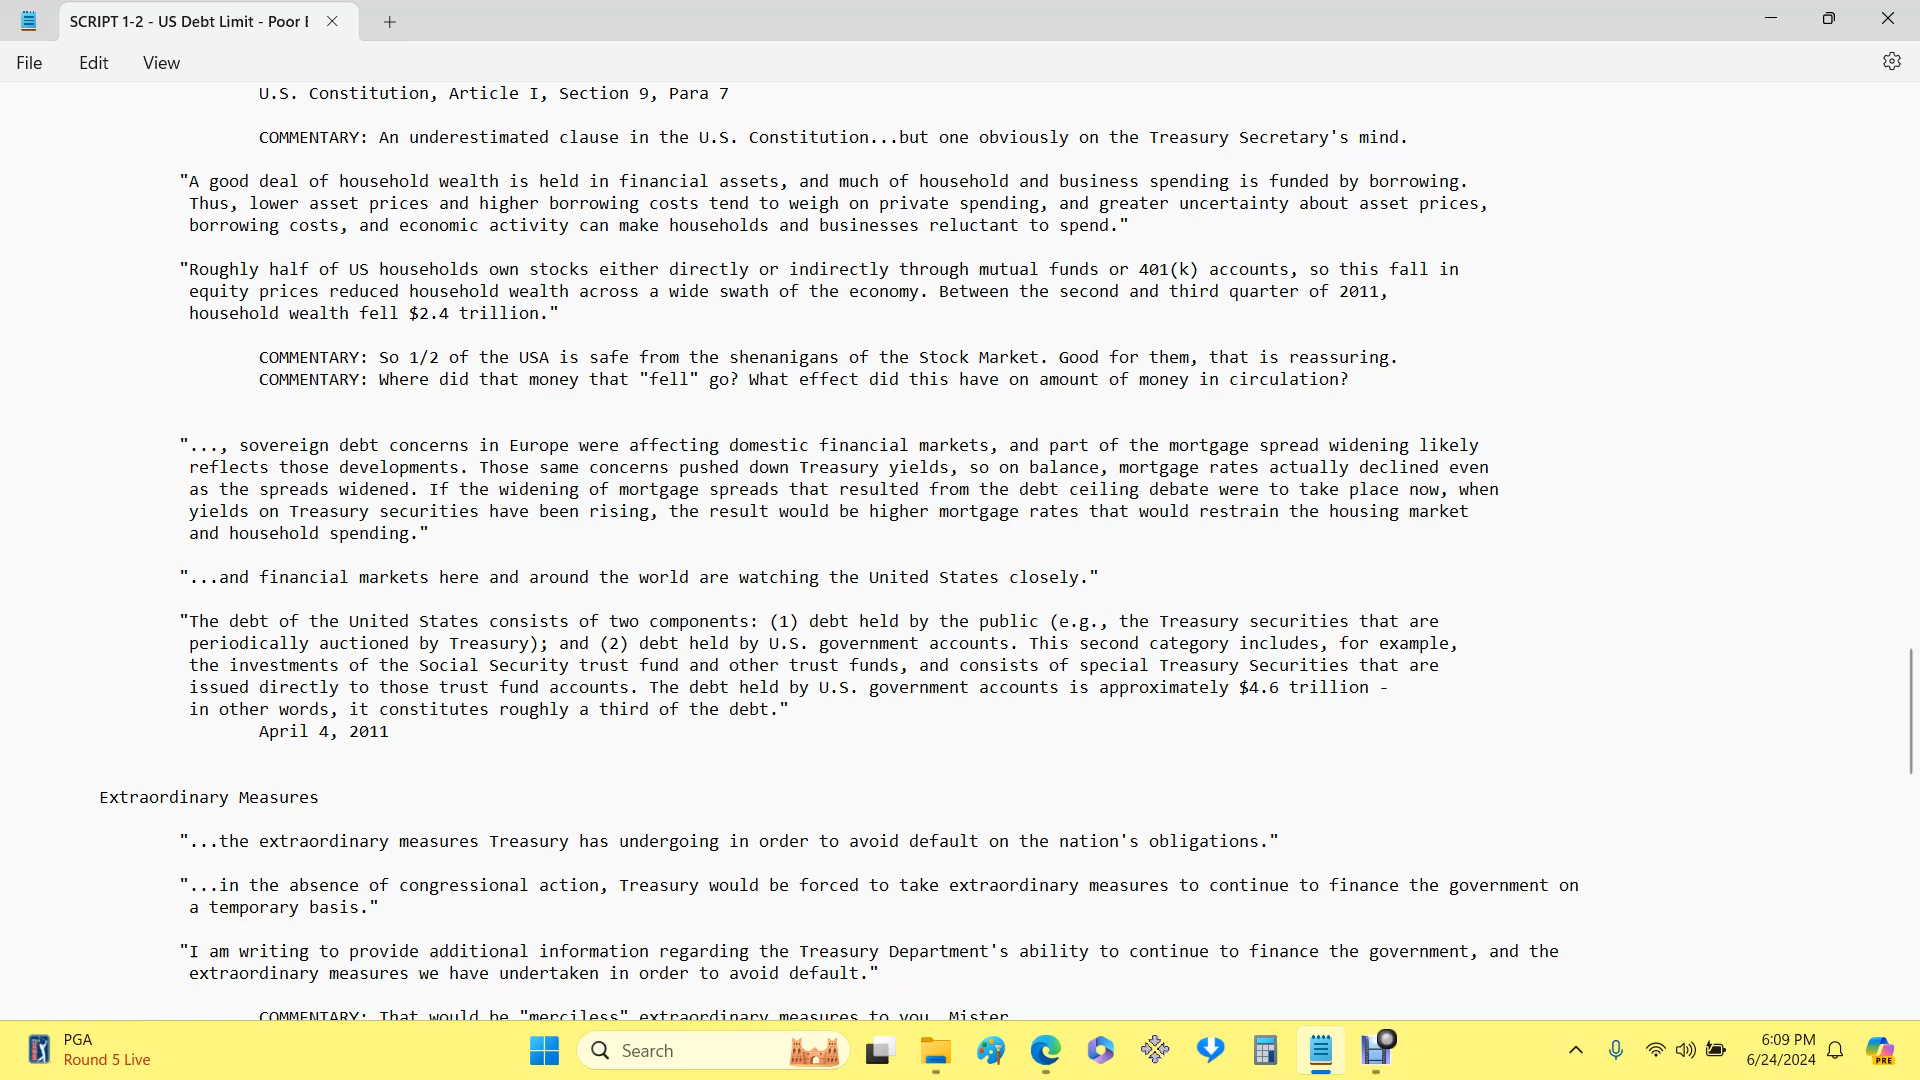 SCRIPT 1-2 - US Debt Limit - Poor
File Edit View
U.S. Constitution, Article I, Section 9, Para 7
COMMENTARY: An underestimated clause in the U.S. Constitution...but one obviously on the Treasury Secretary's mind.
"A good deal of household wealth is held in financial assets, and much of household and business spending is funded by borrowing.
Thus, lower asset prices and higher borrowing costs tend to weigh on private spending, and greater uncertainty about asset prices,
borrowing costs, and economic activity can make households and businesses reluctant to spend."
"Roughly half of US households own stocks either directly or indirectly through mutual funds or 401(k) accounts, so this fall in
equity prices reduced household wealth across a wide swath of the economy. Between the second and third quarter of 2011,
household wealth fell $2.4 trillion."
COMMENTARY: So 1/2 of the USA is safe from the shenanigans of the Stock Market. Good for them, that is reassuring.
COMMENTARY: Where did that money that "fell" go? What effect did this have on amount of money in circulation?
"..., sovereign debt concerns in Europe were affecting domestic financial markets, and part of the mortgage spread widening likely
reflects those developments. Those same concerns pushed down Treasury yields, so on balance, mortgage rates actually declined even
as the spreads widened. If the widening of mortgage spreads that resulted from the debt ceiling debate were to take place now, when
yields on Treasury securities have been rising, the result would be higher mortgage rates that would restrain the housing market
and household spending."
"...and financial markets here and around the world are watching the United States closely."
"The debt of the United States consists of two components: (1) debt held by the public (e.g., the Treasury securities that are
periodically auctioned by Treasury); and (2) debt held by U.S. government accounts. This second category includes, for example,
the investments of the Social Security trust fund and other trust funds, and consists of special Treasury Securities that are
issued directly to those trust fund accounts. The debt held by U.S. government accounts is approximately $4.6 trillion -
in other words, it constitutes roughly a third of the debt."
April 4, 2011
Extraordinary Measures
"...the extraordinary measures Treasury has undergoing in order to avoid default on the nation's obligations."
"...in the absence of congressional action, Treasury would be forced to take extraordinary measures to continue to finance the government on
a temporary basis."
"I am writing to provide additional information regarding the Treasury Department's ability to continue to finance the government, and the
extraordinary measures we have undertaken in order to avoid default."
COMMENTARY: That would be "merciless" extraordinary measures to you, Mister
PGA
Round 5 Live
Search
6:09 PM
6/24/2024
PRE